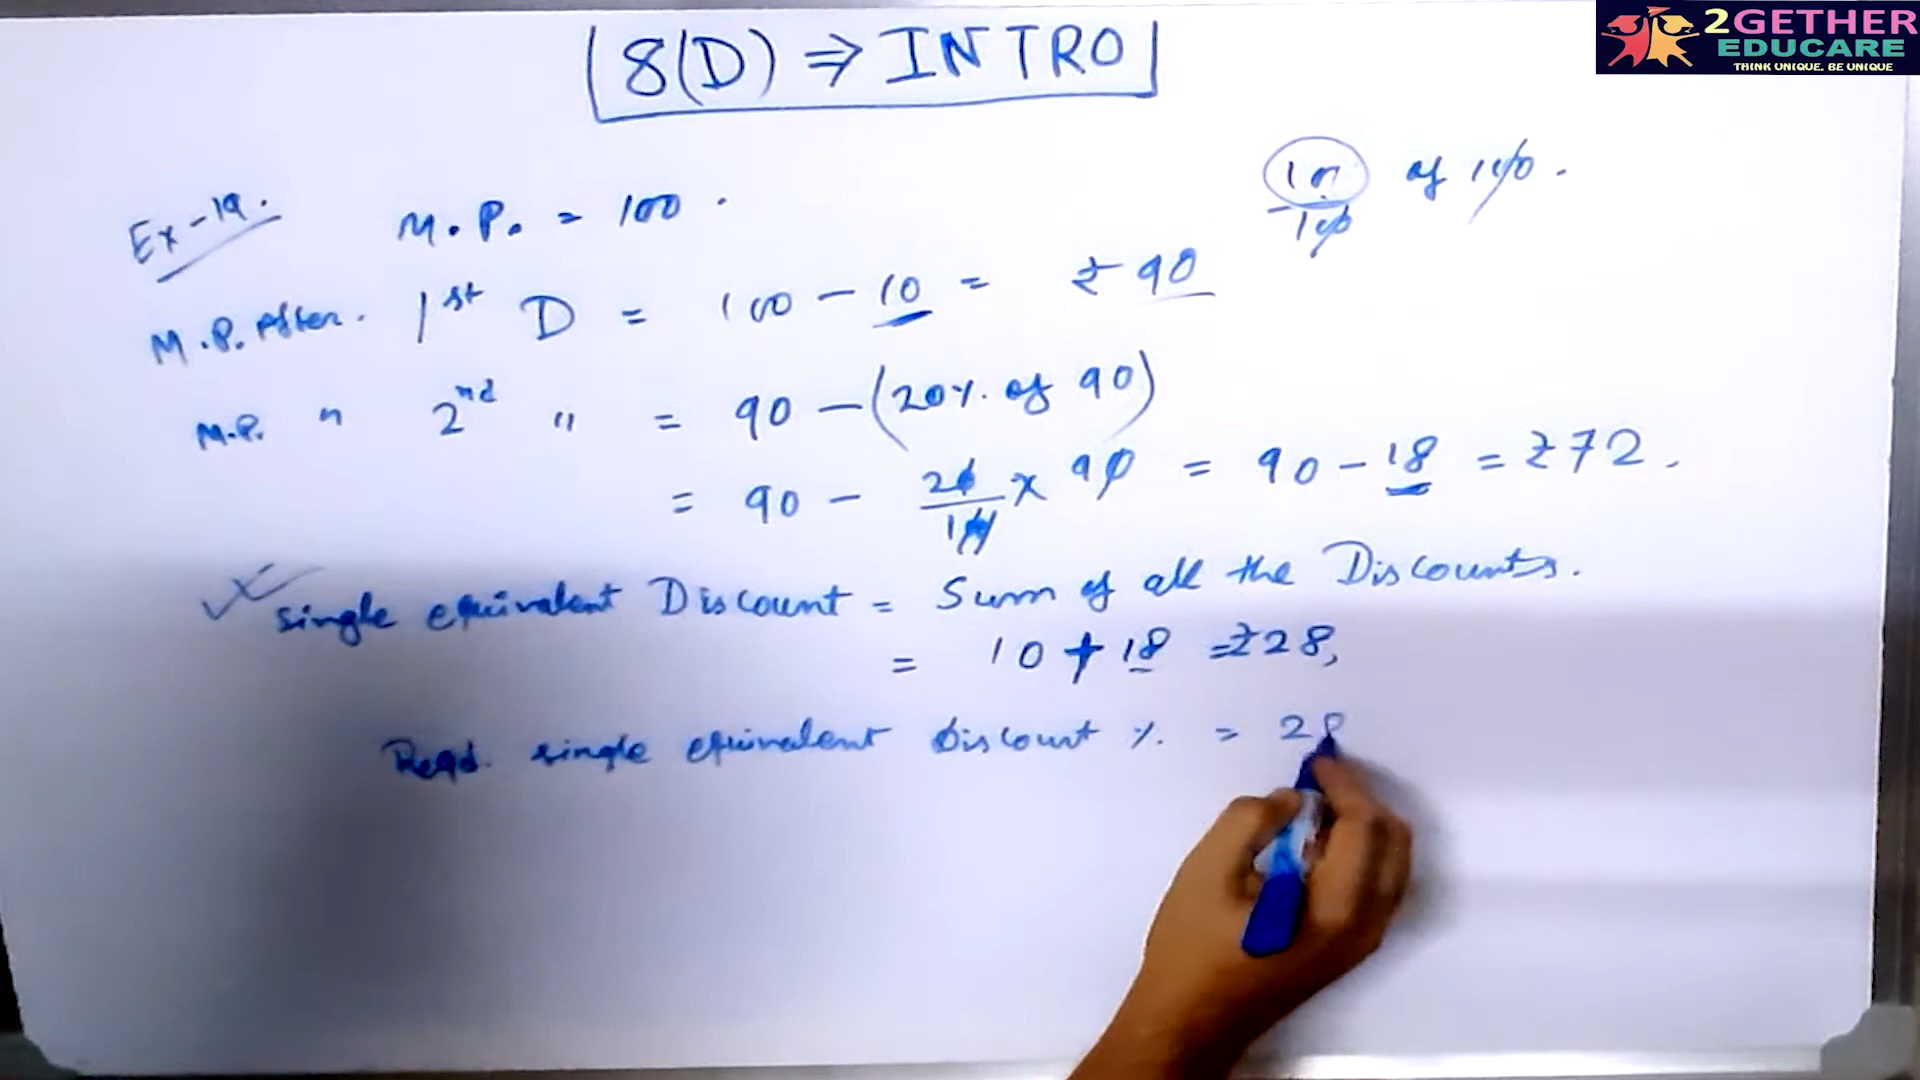 2GETHER
EDUCARE
THINK UNIQUE. BE UNIQUE
8(D) ⇒ INTRO
Ex-19.
M.P. = 100.
10/100 of 100.
M.P. After. 1st D = 100 - 10 = ₹90
M.P. " 2nd " = 90 - (20%. of 90)
= 90 - 20/100 × 90 = 90 - 18 = ₹72.
Single equivalent Discount = Sum of all the Discounts.
= 10 + 18 = ₹28,
Reqd. single equivalent discount %. = 28